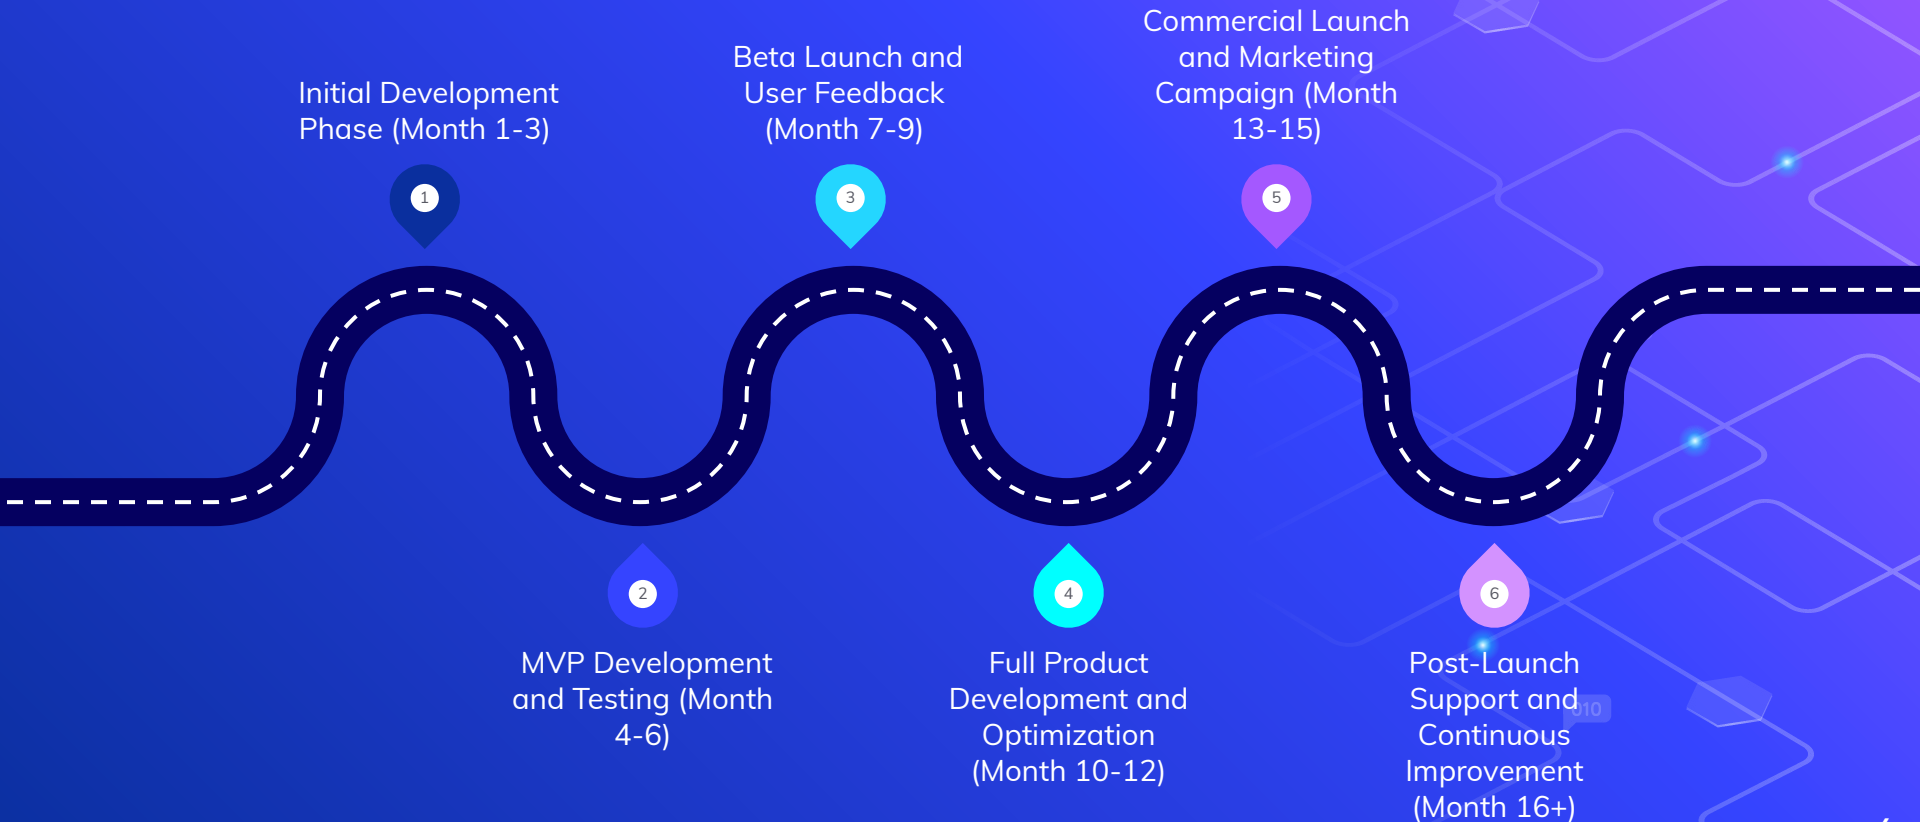 Initial Development
Phase (Month 1-3)
1
MVP Development
and Testing (Month
4-6)
2
Beta Launch and
User Feedback
(Month 7-9)
3
Full Product
Development and
Optimization
(Month 10-12)
4
Commercial Launch
and Marketing
Campaign (Month
13-15)
5
Post-Launch
Support and
Continuous
Improvement
(Month 16+)
6
010